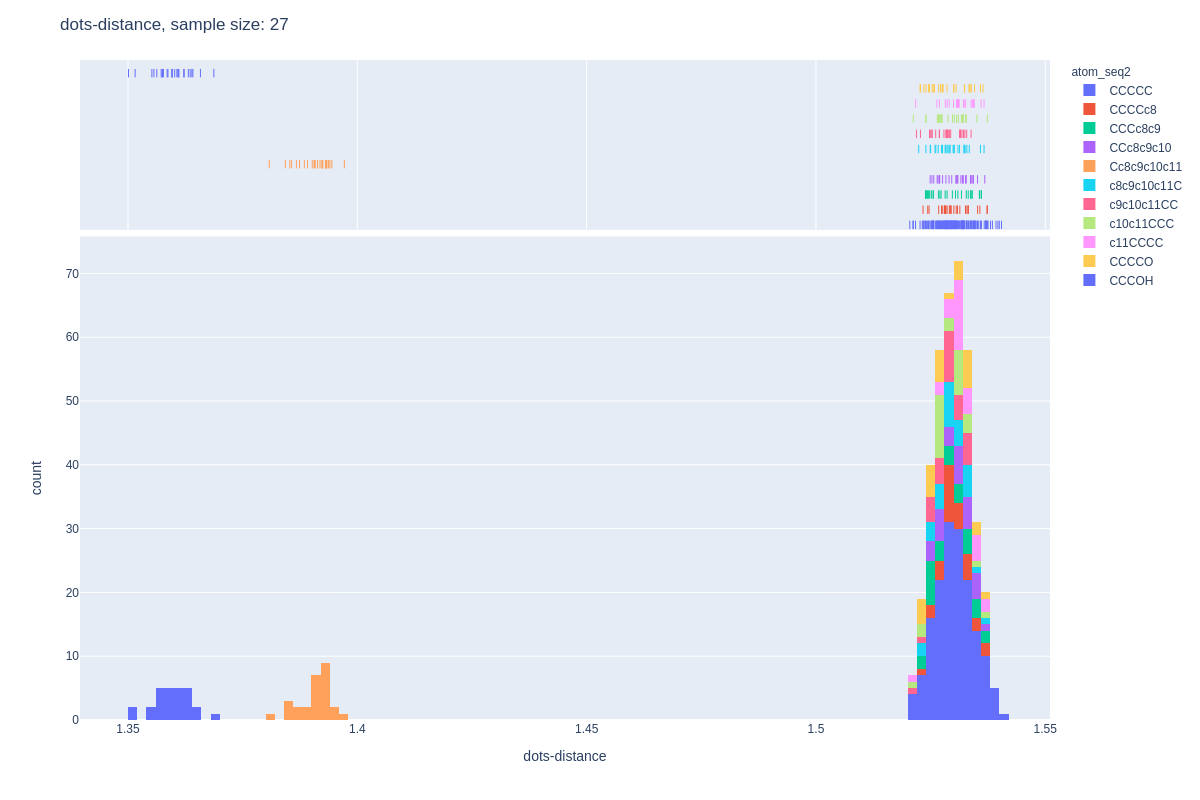 dots-distance, sample size: 27
atom_seq2
CCCCC
CCCCc8
CCCc8c9
CCc8c9c10
Cc8c9c10c11
c8c9c10c11C
c9c10c11CC
c10c11CCC
c11CCCC
CCCCO
CCCOH
70
60
50
40
30
20
10
0
count
1.35 1.4 1.45 1.5 1.55
dots-distance